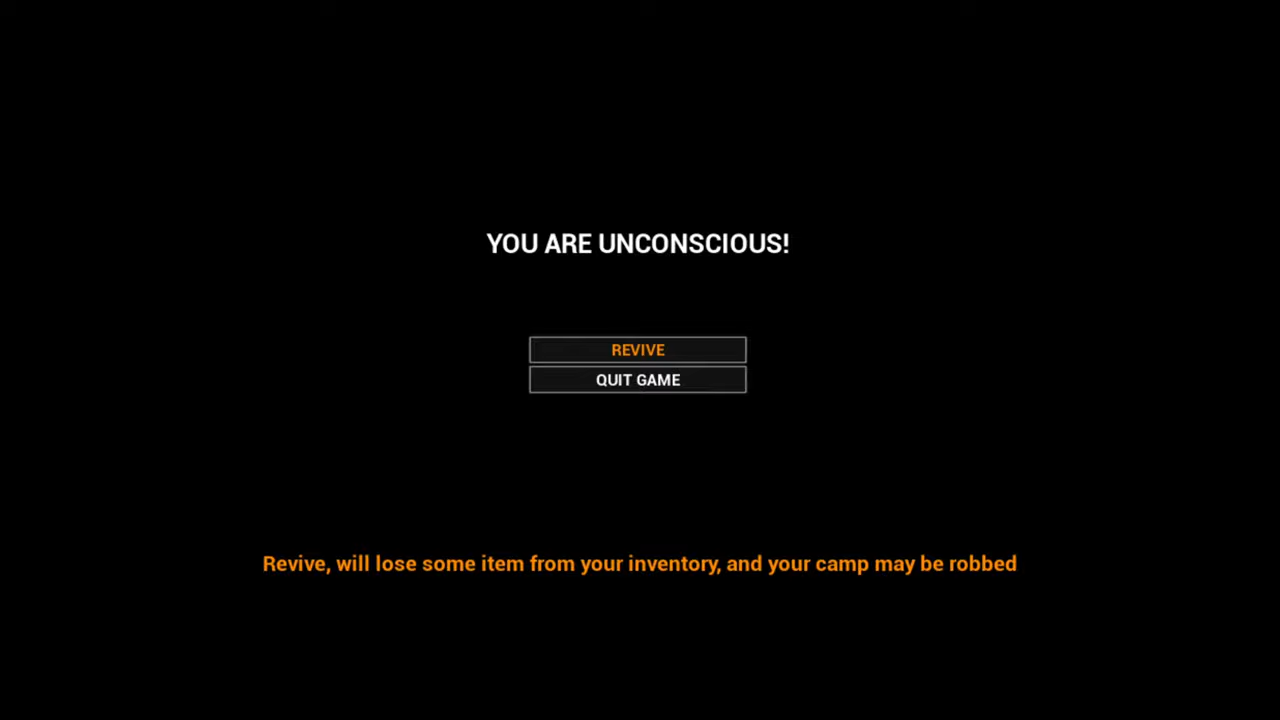 YOU ARE UNCONSCIOUS!
REVIVE
QUIT GAME
Revive, will lose some item from your inventory, and your camp may be robbed